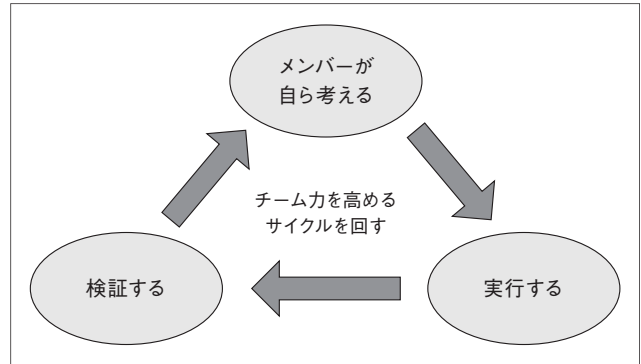 メンバーが
自ら考える
チーム力を高める
サイクルを回す
検証する
実行する